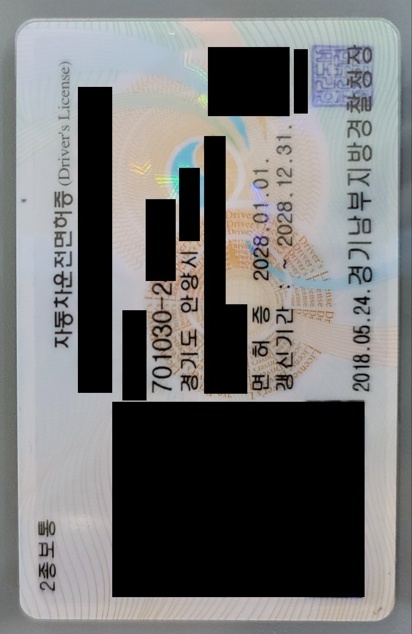 2종보통
자동차운전면허증 (Driver's License)
701030-2
경기도 안양시
면 허 증 2028.01.01.
갱신기간 : ~ 2028.12.31.
2018.05.24. 경기남부지방경찰청장